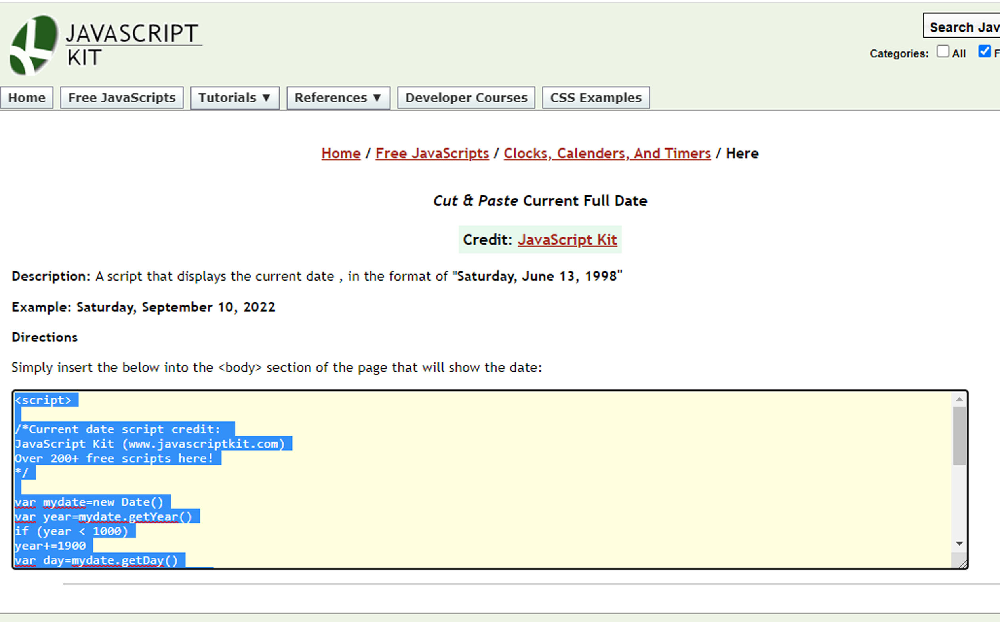 JAVASCRIPT
KIT
Search Jav
Categories: All F
Home Free JavaScripts Tutorials ▼ References ▼ Developer Courses CSS Examples
Home / Free JavaScripts / Clocks, Calenders, And Timers / Here
Cut & Paste Current Full Date
Credit: JavaScript Kit
Description: A script that displays the current date , in the format of "Saturday, June 13, 1998"
Example: Saturday, September 10, 2022
Directions
Simply insert the below into the <body> section of the page that will show the date:
<script>
/*Current date script credit:
JavaScript Kit (www.javascriptkit.com)
Over 200+ free scripts here!
*/
var mydate=new Date()
var year=mydate.getYear()
if (year < 1000)
year+=1900
var day=mydate.getDay()